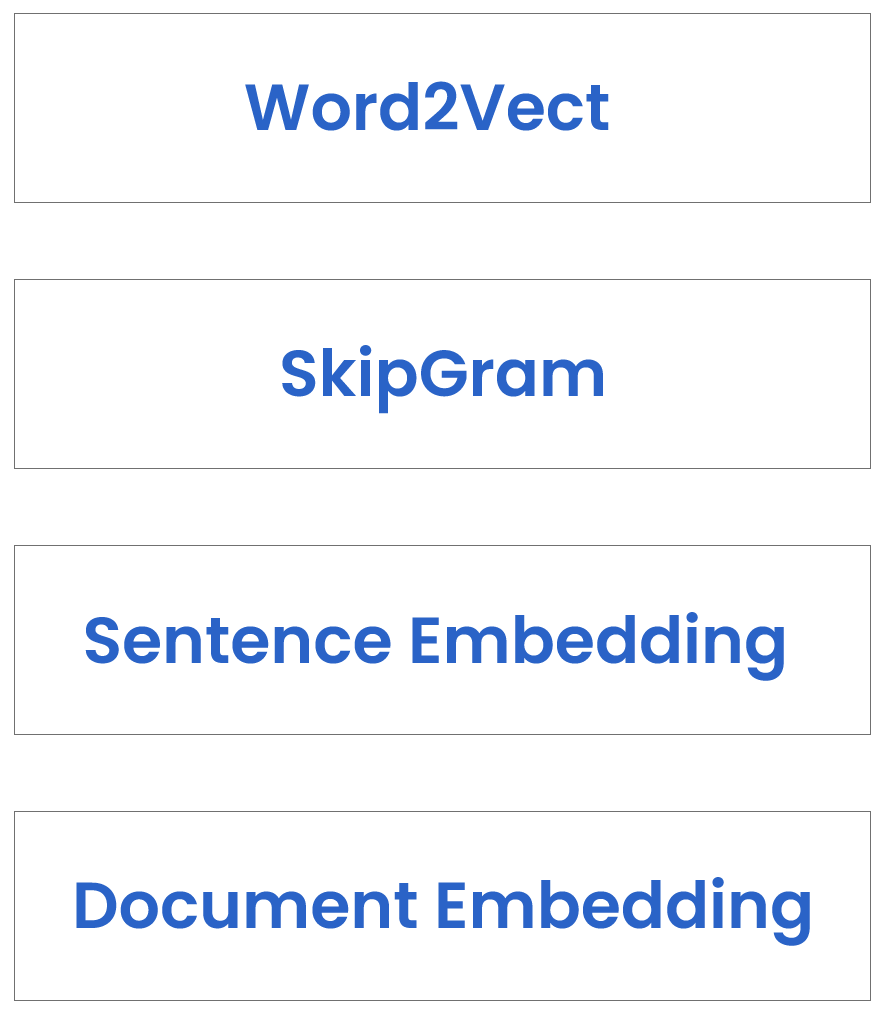 Word2Vect
SkipGram
Sentence Embedding
Document Embedding